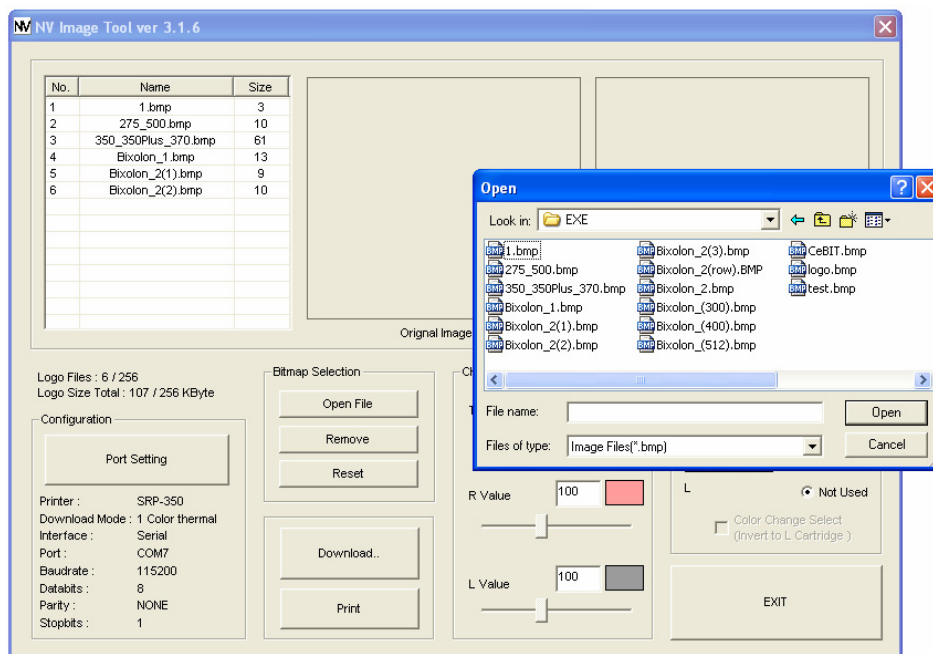 NV NV Image Tool ver 3.1.6
No. Name Size
1 1.bmp 3
2 275_500.bmp 10
3 350_350Plus_370.bmp 61
4 Bixolon_1.bmp 13
5 Bixolon_2(1).bmp 9
6 Bixolon_2(2).bmp 10
Orignal Image
Open
Look in: EXE
1.bmp
275_500.bmp
350_350Plus_370.bmp
Bixolon_1.bmp
Bixolon_2(1).bmp
Bixolon_2(2).bmp
Bixolon_2(3).bmp
Bixolon_2(row).BMP
Bixolon_2.bmp
Bixolon_(300).bmp
Bixolon_(400).bmp
Bixolon_(512).bmp
CeBIT.bmp
logo.bmp
test.bmp
File name:
Open
Files of type: Image Files(*.bmp)
Cancel
Logo Files : 6 / 256
Logo Size Total : 107 / 256 KByte
Configuration
Port Setting
Printer : SRP-350
Download Mode : 1 Color thermal
Interface : Serial
Port : COM7
Baudrate : 115200
Databits : 8
Parity : NONE
Stopbits : 1
Bitmap Selection
Open File
Remove
Reset
Download..
Print
R Value 100
L Value 100
L
Not Used
Color Change Select
(Invert to L Cartridge )
EXIT